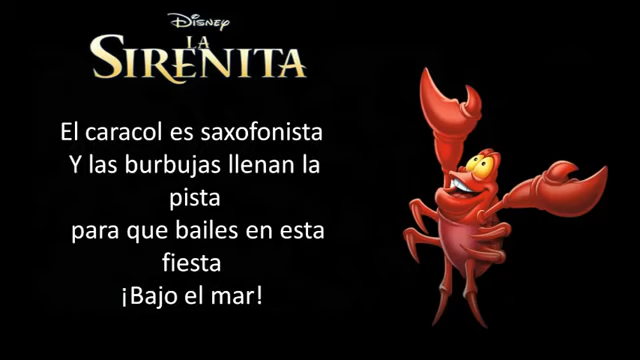 Disney
LA
SIRENITA
El caracol es saxofonista
Y las burbujas llenan la
pista
para que bailes en esta
fiesta
¡Bajo el mar!